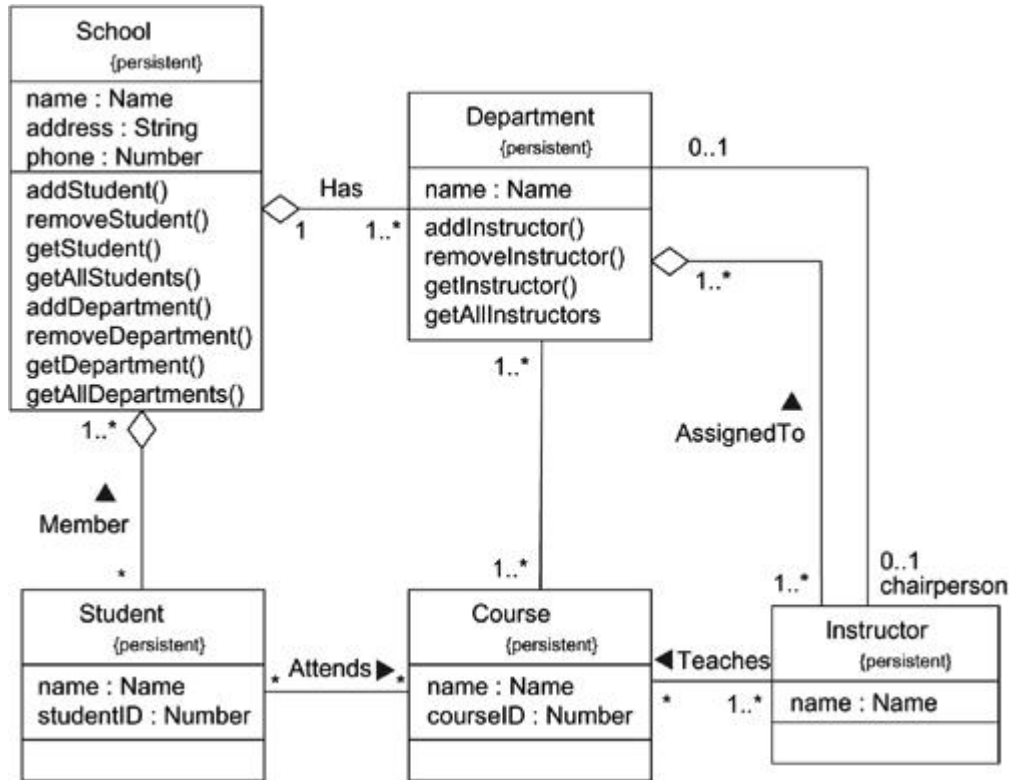 School
{persistent}
name : Name
address : String
phone : Number
addStudent()
removeStudent()
getStudent()
getAllStudents()
addDepartment()
removeDepartment()
getDepartment()
getAllDepartments()
Has
1
1..*
Department
{persistent}
name : Name
addInstructor()
removeInstructor()
getInstructor()
getAllInstructors
0..1
1..*
1..*
1..*
Member
*
AssignedTo
1..*
1..*
0..1
chairperson
Student
{persistent}
name : Name
studentID : Number
* Attends *
Course
{persistent}
name : Name
courseID : Number
Teaches
* 1..*
Instructor
{persistent}
name : Name